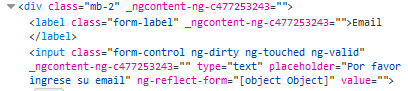 <div class="mb-2" _ngcontent-ng-c477253243="">
<label class="form-label" _ngcontent-ng-c477253243="">Email
</label>
<input class="form-control ng-dirty ng-touched ng-valid"
_ngcontent-ng-c477253243="" type="text" placeholder="Por favor
ingrese su email" ng-reflect-form="[object Object]" value="">